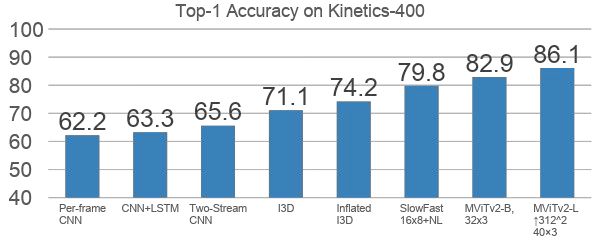 Top-1 Accuracy on Kinetics-400
100
90
80
70
60
50
40
62.2
63.3
65.6
71.1
74.2
79.8
82.9
86.1
Per-frame
CNN
CNN+LSTM
Two-Stream
CNN
I3D
Inflated
I3D
SlowFast
16x8+NL
MViTv2-B,
32x3
MViTv2-L
↑312^2
40×3